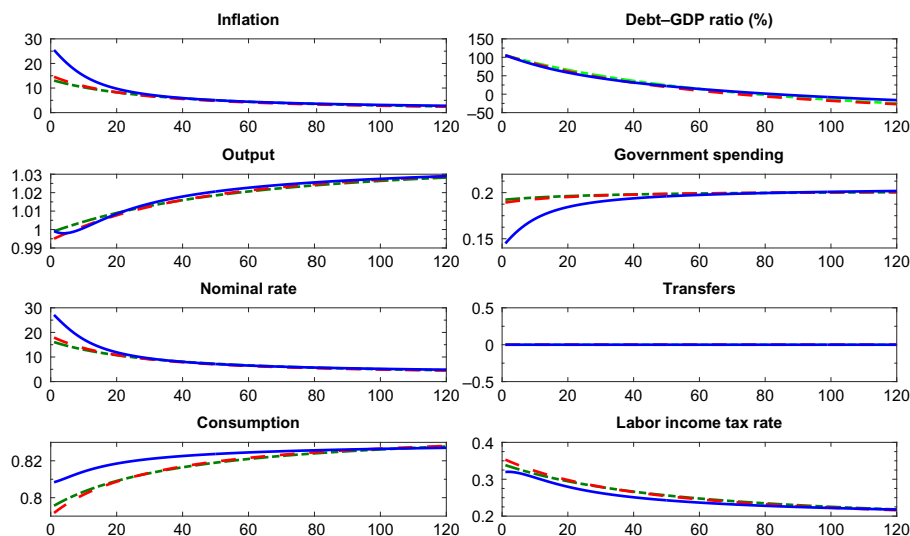 Inflation
Debt–GDP ratio (%)
30
20
10
0
0 20 40 60 80 100 120
150
100
50
0
–50
0 20 40 60 80 100 120
Output
Government spending
1.03
1.02
1.01
1
0.99
0 20 40 60 80 100 120
0.2
0.15
0 20 40 60 80 100 120
Nominal rate
Transfers
30
20
10
0
0 20 40 60 80 100 120
0.5
0
–0.5
0 20 40 60 80 100 120
Consumption
Labor income tax rate
0.82
0.8
0 20 40 60 80 100 120
0.4
0.3
0.2
0 20 40 60 80 100 120